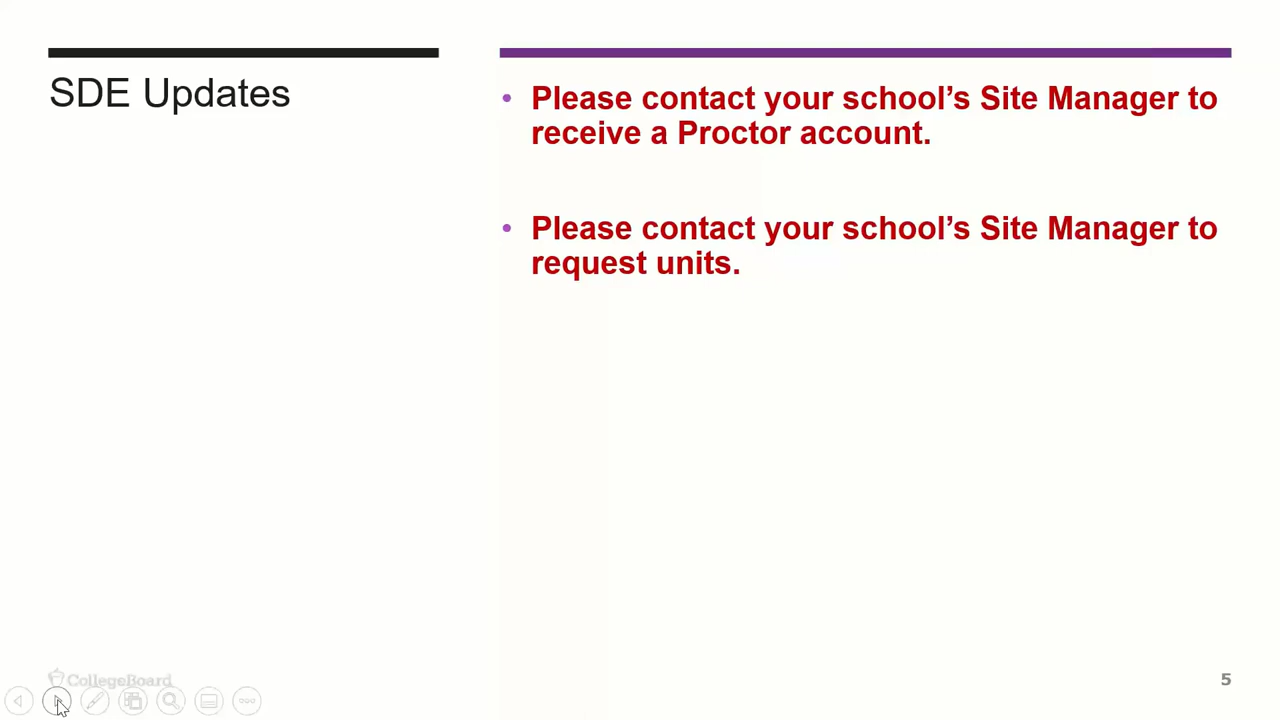 SDE Updates
• Please contact your school’s Site Manager to
receive a Proctor account.
• Please contact your school’s Site Manager to
request units.
CollegeBoard
5